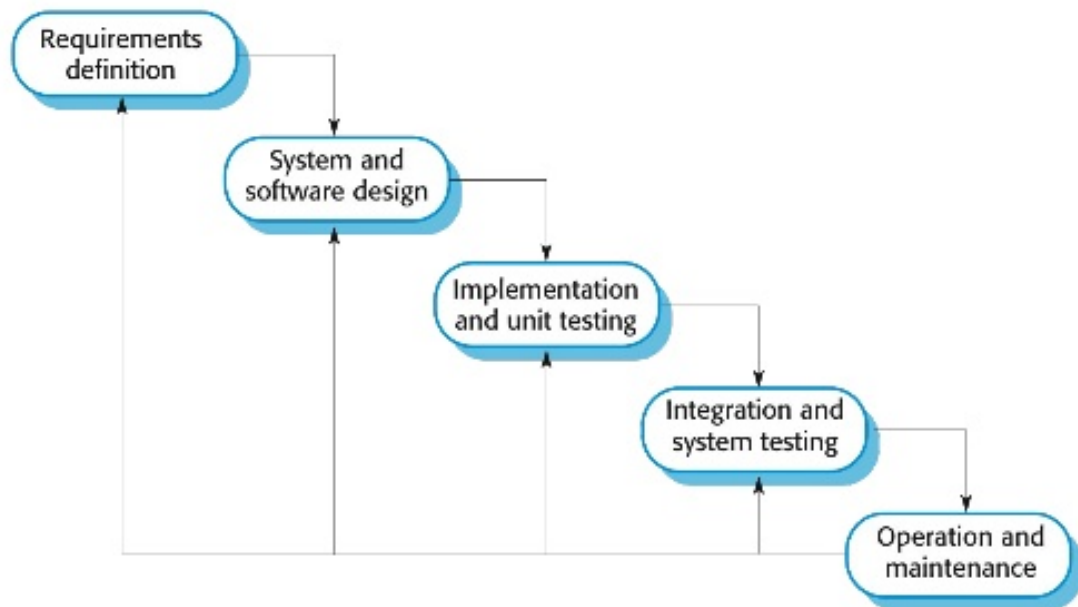 Requirements
definition
System and
software design
Implementation
and unit testing
Integration and
system testing
Operation and
maintenance